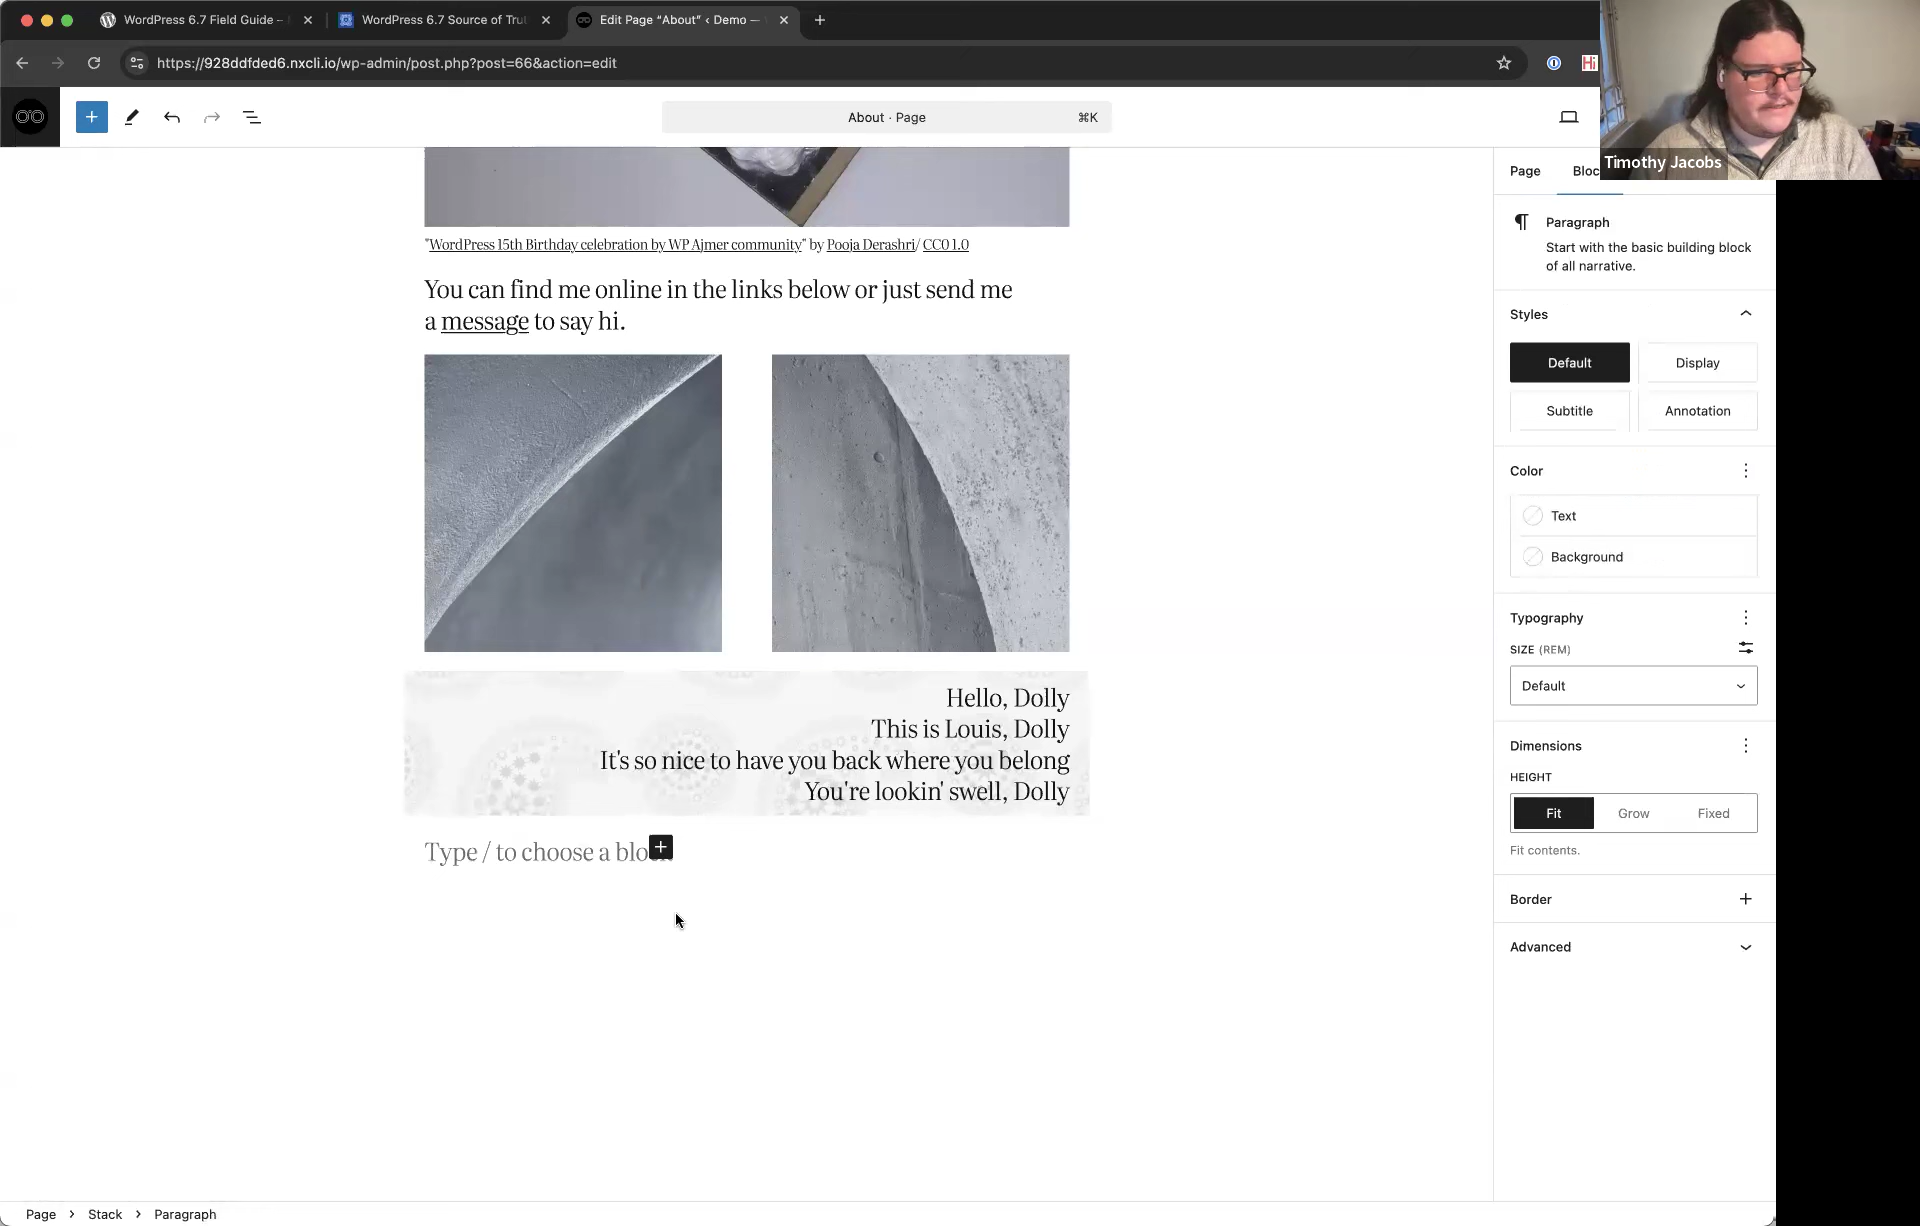 WordPress 6.7 Field Guide –
WordPress 6.7 Source of Tru
Edit Page “About” ‹ Demo —
https://928ddfded6.nxcli.io/wp-admin/post.php?post=66&action=edit
Hi
About · Page ⌘K
Timothy Jacobs
Page
"WordPress 15th Birthday celebration by WP Ajmer community" by Pooja Derashri/ CC0 1.0
You can find me online in the links below or just send me
a message to say hi.
Hello, Dolly
This is Louis, Dolly
It's so nice to have you back where you belong
You're lookin' swell, Dolly
Type / to choose a
Paragraph
Start with the basic building block
of all narrative.
Styles
Default Display
Subtitle Annotation
Color
Text
Background
Typography
SIZE (REM)
Default
Dimensions
HEIGHT
Fit Grow Fixed
Fit contents.
Border
Advanced
Page > Stack > Paragraph